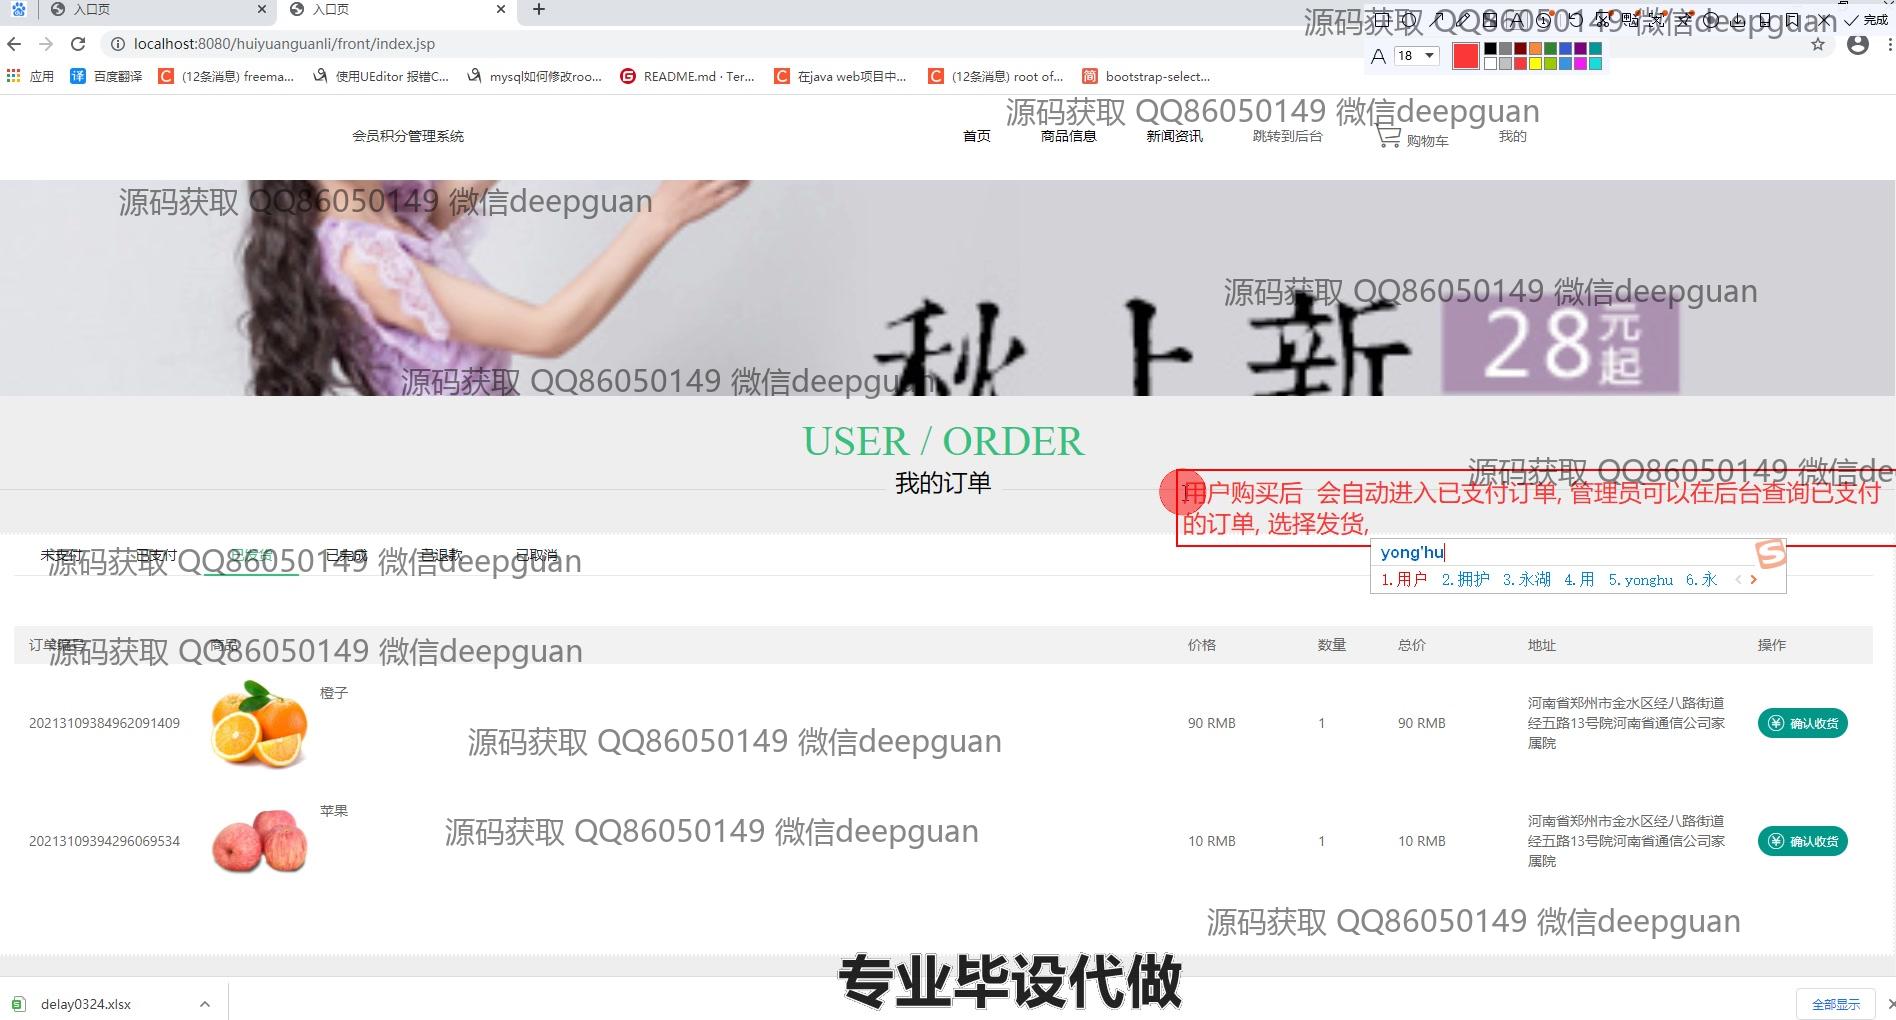 入口页
入口页
完成
源码获取 QQ86050149 微信deepguan
localhost:8080/huiyuanguanli/front/index.jsp
A 18
应用 百度翻译 (12条消息) freema... 使用UEditor 报错C... mysql如何修改roo... README.md · Ter... 在java web项目中... (12条消息) root of... bootstrap-select...
源码获取 QQ86050149 微信deepguan
会员积分管理系统 首页 商品信息 新闻资讯 跳转到后台 购物车 我的
源码获取 QQ86050149 微信deepguan
源码获取 QQ86050149 微信deepguan
秋上新 28元起
源码获取 QQ86050149 微信deepguan
USER / ORDER
我的订单
源码获取 QQ86050149 微信de
用户购买后 会自动进入已支付订单, 管理员可以在后台查询已支付
的订单, 选择发货,
未支付 已支付 已发货 已完成 已退款 已取消
源码获取 QQ86050149 微信deepguan
yong'hu
1.用户 2.拥护 3.永湖 4.用 5.yonghu 6.永
订单编号 商品 价格 数量 总价 地址 操作
源码获取 QQ86050149 微信deepguan
橙子
20213109384962091409 90 RMB 1 90 RMB
河南省郑州市金水区经八路街道
经五路13号院河南省通信公司家
属院
确认收货
源码获取 QQ86050149 微信deepguan
苹果
20213109394296069534 10 RMB 1 10 RMB
河南省郑州市金水区经八路街道
经五路13号院河南省通信公司家
属院
确认收货
源码获取 QQ86050149 微信deepguan
源码获取 QQ86050149 微信deepguan
专业毕设代做
delay0324.xlsx
全部显示